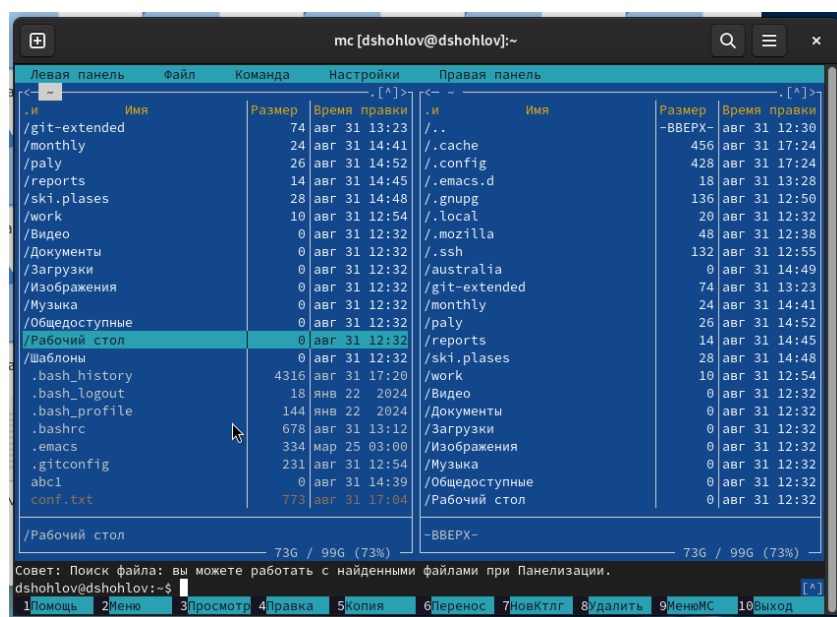 mc [dshohlov@dshohlov]:~
Левая панель Файл Команда Настройки Правая панель
<— ~ .[^]> <— ~ .[^]>
.и Имя Размер Время правки .и Имя Размер Время правки
/git-extended 74 авг 31 13:23 /.. -ВВЕРХ- авг 31 12:30
/monthly 24 авг 31 14:41 /.cache 456 авг 31 17:24
/paly 26 авг 31 14:52 /.config 428 авг 31 17:24
/reports 14 авг 31 14:45 /.emacs.d 18 авг 31 13:28
/ski.plases 28 авг 31 14:48 /.gnupg 136 авг 31 12:50
/work 10 авг 31 12:54 /.local 20 авг 31 12:32
/Видео 0 авг 31 12:32 /.mozilla 48 авг 31 12:38
/Документы 0 авг 31 12:32 /.ssh 132 авг 31 12:55
/Загрузки 0 авг 31 12:32 /australia 0 авг 31 14:49
/Изображения 0 авг 31 12:32 /git-extended 74 авг 31 13:23
/Музыка 0 авг 31 12:32 /monthly 24 авг 31 14:41
/Общедоступные 0 авг 31 12:32 /paly 26 авг 31 14:52
/Рабочий стол 0 авг 31 12:32 /reports 14 авг 31 14:45
/Шаблоны 0 авг 31 12:32 /ski.plases 28 авг 31 14:48
.bash_history 4316 авг 31 17:20 /work 10 авг 31 12:54
.bash_logout 18 янв 22 2024 /Видео 0 авг 31 12:32
.bash_profile 144 янв 22 2024 /Документы 0 авг 31 12:32
.bashrc 678 авг 31 13:12 /Загрузки 0 авг 31 12:32
.emacs 334 мар 25 03:00 /Изображения 0 авг 31 12:32
.gitconfig 231 авг 31 12:54 /Музыка 0 авг 31 12:32
abc1 0 авг 31 14:39 /Общедоступные 0 авг 31 12:32
conf.txt 773 авг 31 17:04 /Рабочий стол 0 авг 31 12:32
/Рабочий стол -ВВЕРХ-
73G / 99G (73%) 73G / 99G (73%)
Совет: Поиск файла: вы можете работать с найденными файлами при Панелизации.
dshohlov@dshohlov:~$ [^]
1Помощь 2Меню 3Просмотр 4Правка 5Копия 6Перенос 7НовКтлг 8Удалить 9МенюМС 10Выход